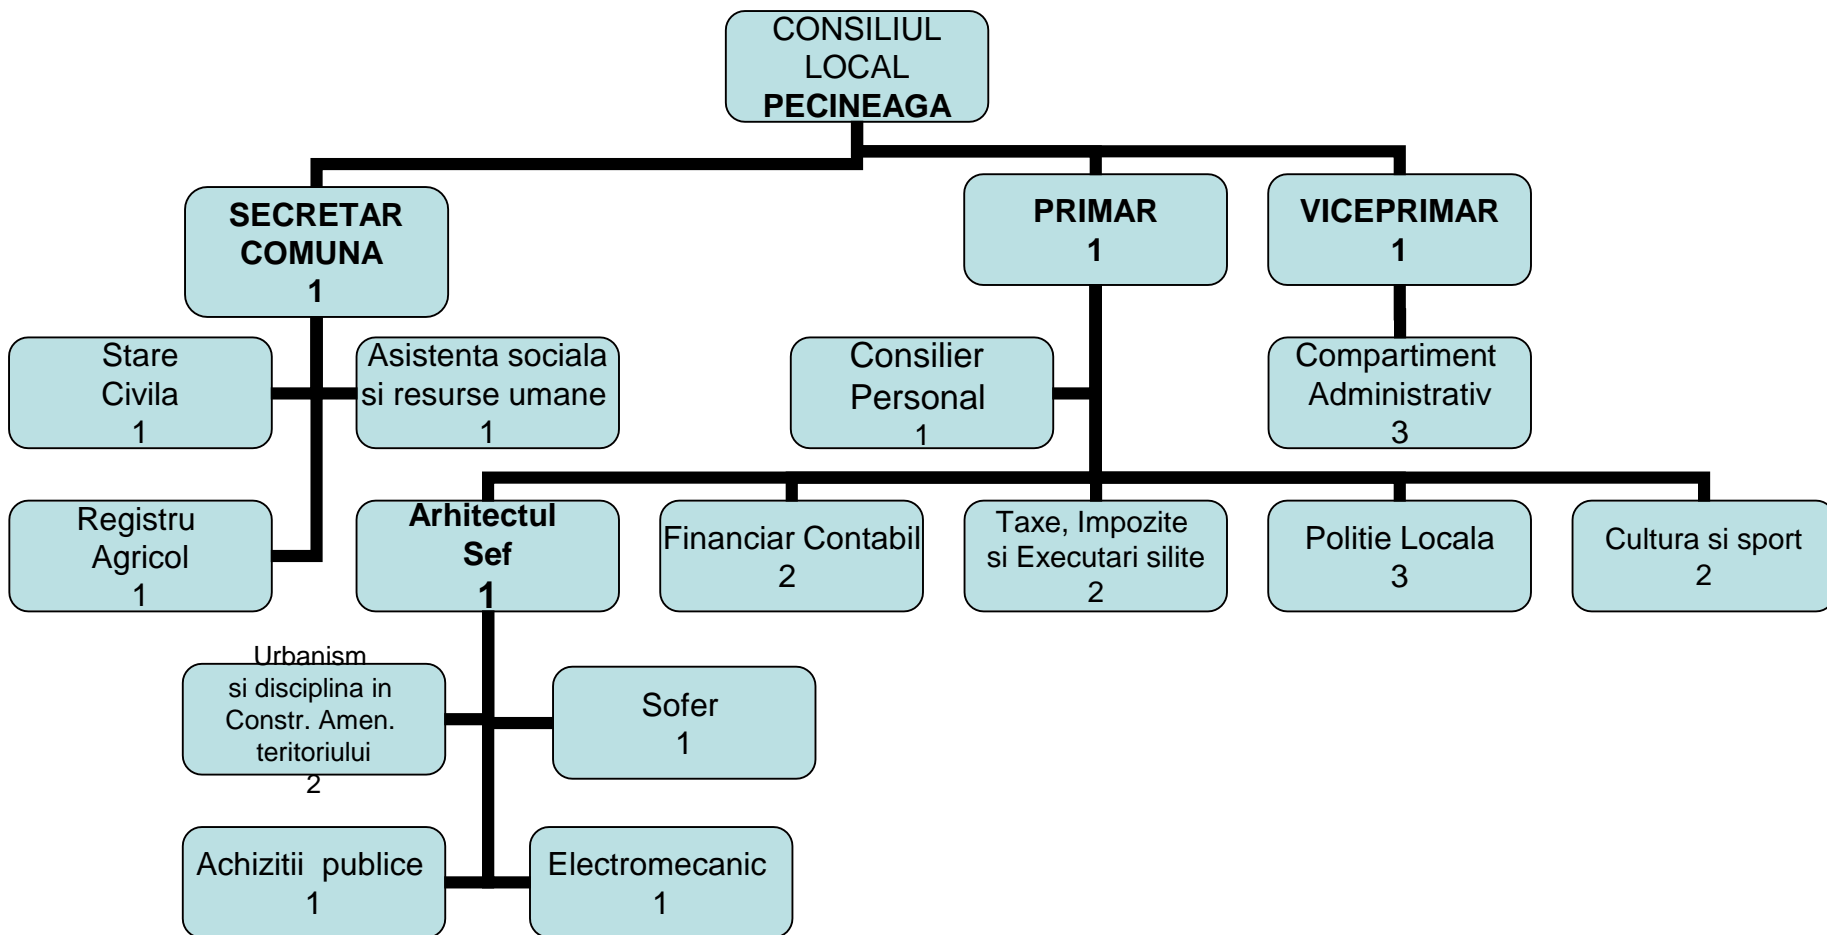 CONSILIUL
LOCAL
PECINEAGA
SECRETAR
COMUNA
1
PRIMAR
1
VICEPRIMAR
1
Stare
Civila
1
Asistenta sociala
si resurse umane
1
Consilier
Personal
1
Compartiment
Administrativ
3
Registru
Agricol
1
Arhitectul
Sef
1
Financiar Contabil
2
Taxe, Impozite
si Executari silite
2
Politie Locala
3
Cultura si sport
2
Urbanism
si disciplina in
Constr. Amen.
teritoriului
2
Sofer
1
Achizitii publice
1
Electromecanic
1